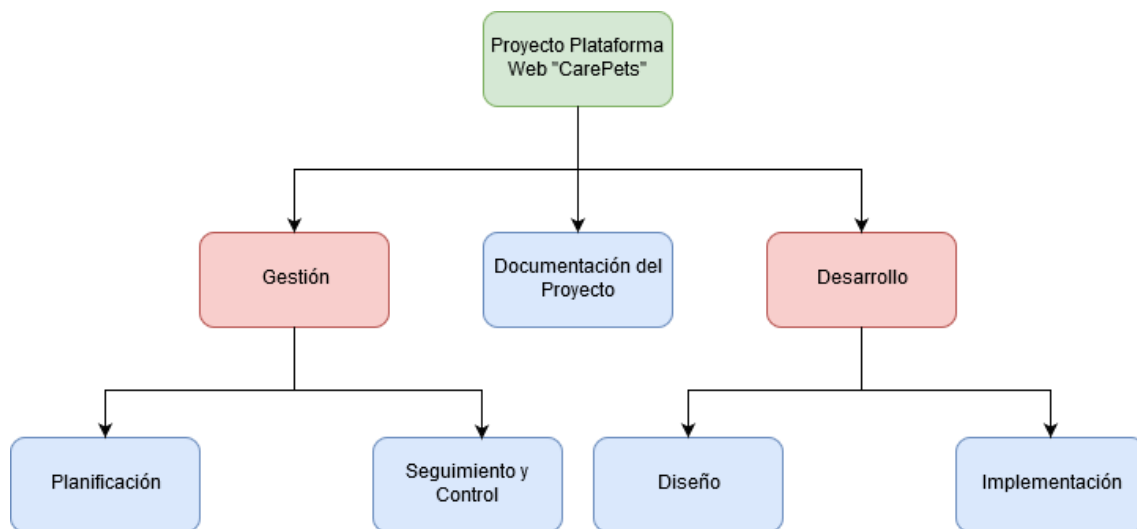 Proyecto Plataforma
Web "CarePets"
Gestión
Documentación del
Proyecto
Desarrollo
Planificación
Seguimiento y
Control
Diseño
Implementación